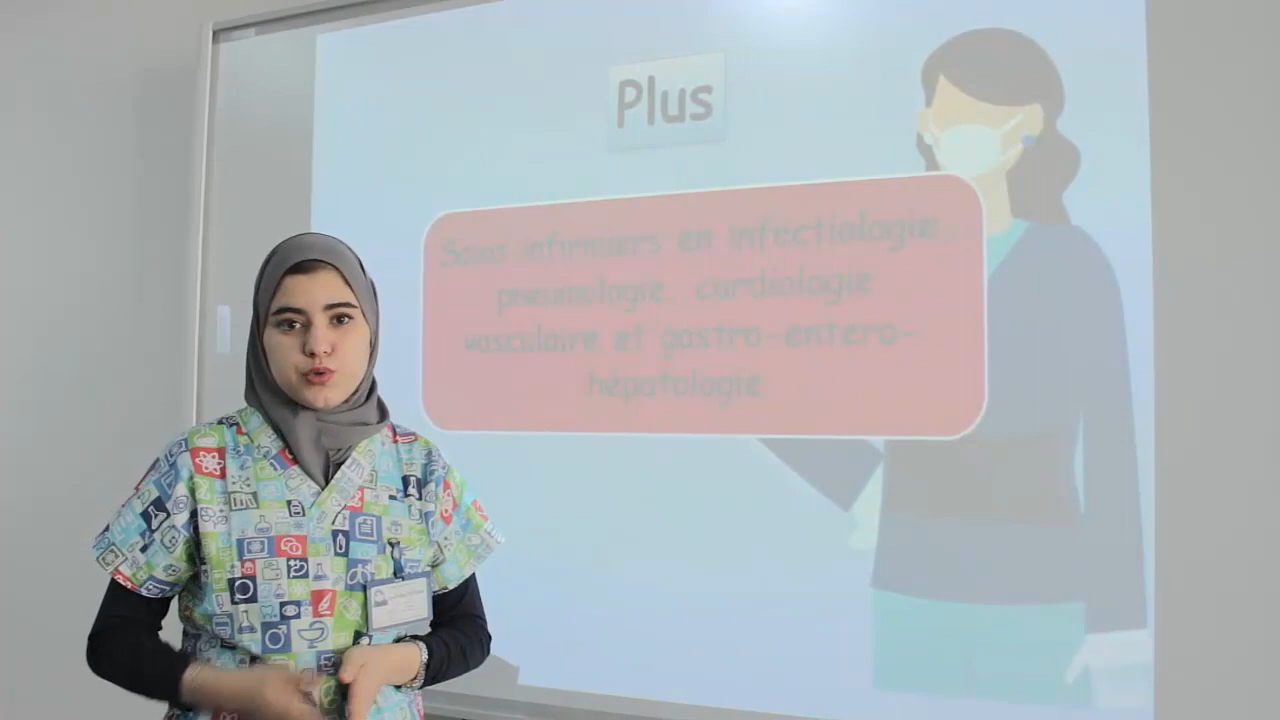 Plus
Soins infirmiers en infectiologie,
pneumologie, cardiologie
vasculaire et gastro-entero-
hépatologie